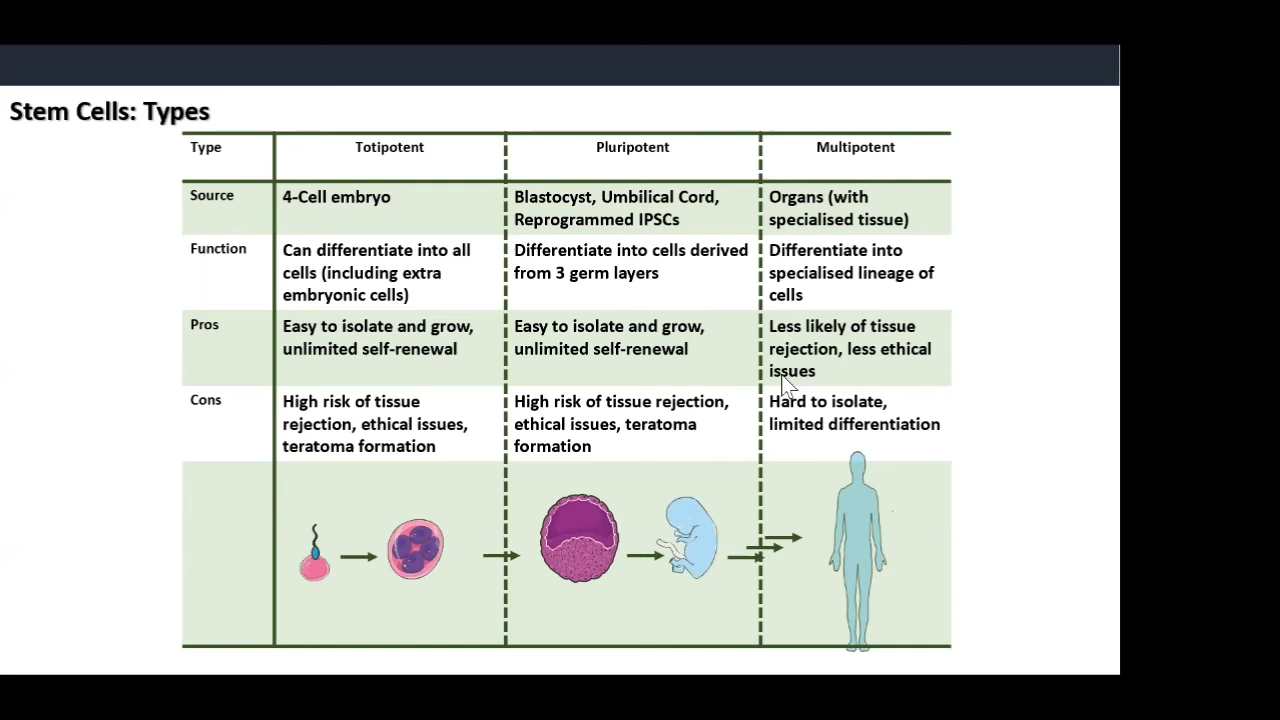 Stem Cells: Types
Type
Totipotent
Pluripotent
Multipotent
Source
4-Cell embryo
Blastocyst, Umbilical Cord,
Reprogrammed IPSCs
Organs (with
specialised tissue)
Function
Can differentiate into all
cells (including extra
embryonic cells)
Differentiate into cells derived
from 3 germ layers
Differentiate into
specialised lineage of
cells
Pros
Easy to isolate and grow,
unlimited self-renewal
Easy to isolate and grow,
unlimited self-renewal
Less likely of tissue
rejection, less ethical
issues
Cons
High risk of tissue
rejection, ethical issues,
teratoma formation
High risk of tissue rejection,
ethical issues, teratoma
formation
Hard to isolate,
limited differentiation